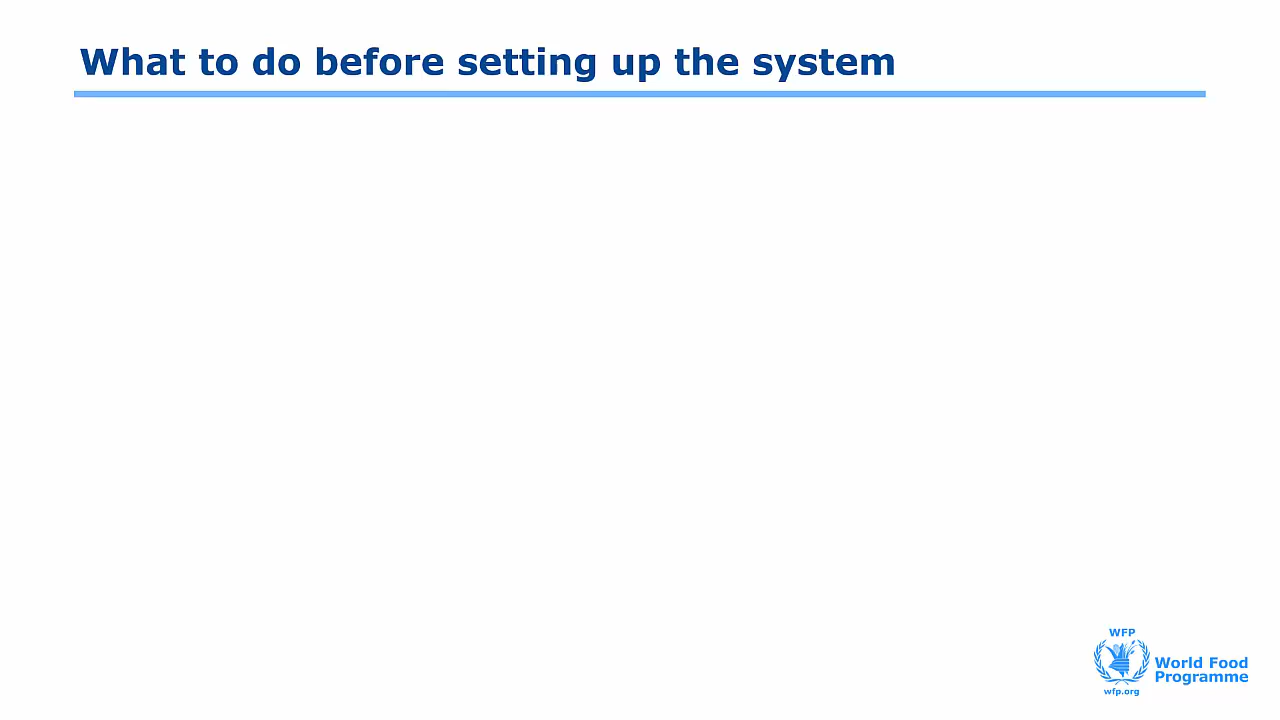 What to do before setting up the system
WFP
World Food
Programme
wfp.org